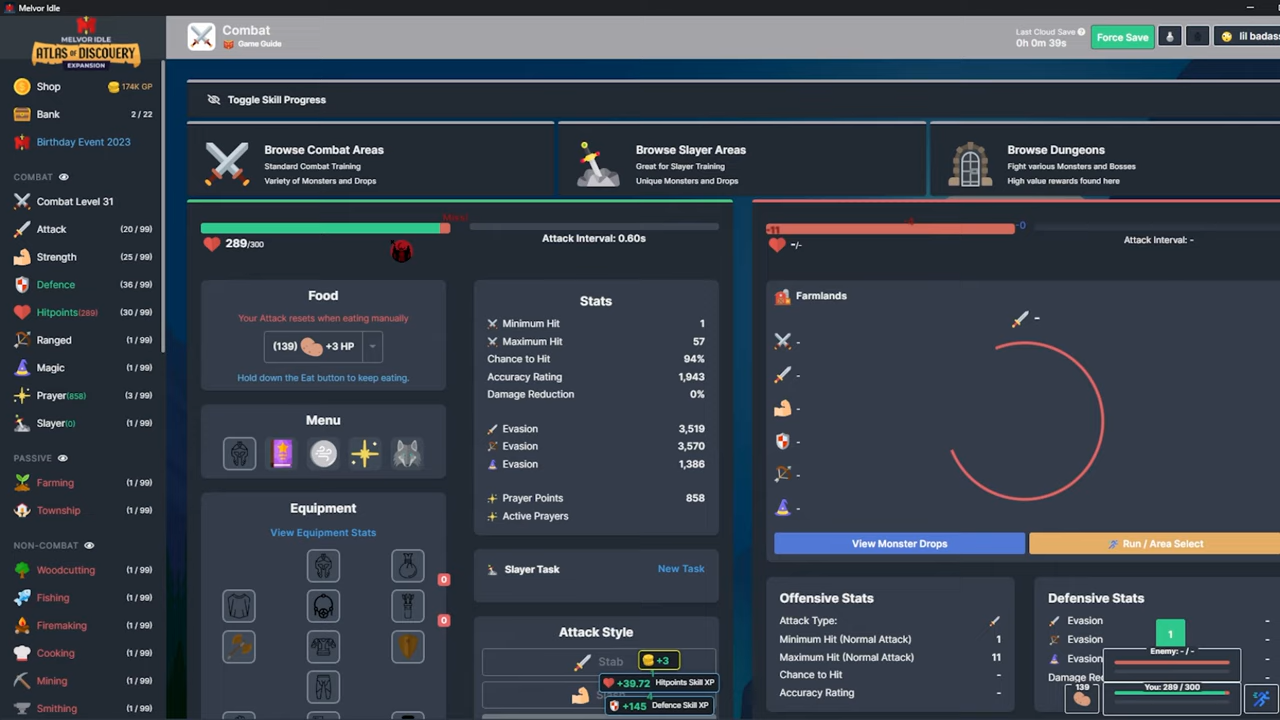 Melvor Idle
MELVOR IDLE
ATLAS OF DISCOVERY
EXPANSION
Combat
Game Guide
Last Cloud Save
0h 0m 39s
Force Save
lil badass
Shop
174K GP
Bank
2 / 22
Birthday Event 2023
COMBAT
Combat Level 31
Attack
(20 / 99)
Strength
(25 / 99)
Defence
(36 / 99)
Hitpoints(289)
(30 / 99)
Ranged
(1 / 99)
Magic
(1 / 99)
Prayer(858)
(3 / 99)
Slayer(0)
(1 / 99)
PASSIVE
Farming
(1 / 99)
Township
(1 / 99)
NON-COMBAT
Woodcutting
(1 / 99)
Fishing
(1 / 99)
Firemaking
(1 / 99)
Cooking
(1 / 99)
Mining
(1 / 99)
Smithing
(1 / 99)
Toggle Skill Progress
Browse Combat Areas
Standard Combat Training
Variety of Monsters and Drops
Browse Slayer Areas
Great for Slayer Training
Unique Monsters and Drops
Browse Dungeons
Fight various Monsters and Bosses
High value rewards found here
289/300
Attack Interval: 0.60s
Food
Your Attack resets when eating manually
(139) +3 HP
Hold down the Eat button to keep eating.
Menu
Equipment
View Equipment Stats
0
0
Stats
Minimum Hit
1
Maximum Hit
57
Chance to Hit
94%
Accuracy Rating
1,943
Damage Reduction
0%
Evasion
3,519
Evasion
3,570
Evasion
1,386
Prayer Points
858
Active Prayers
Slayer Task
New Task
Attack Style
Stab
+3
+39.72 Hitpoints Skill XP
+145 Defence Skill XP
-11
-0
-/-
Attack Interval: -
Farmlands
-
-
-
-
-
-
-
View Monster Drops
Run / Area Select
Offensive Stats
Attack Type:
Minimum Hit (Normal Attack)
1
Maximum Hit (Normal Attack)
11
Chance to Hit
-
Accuracy Rating
-
Defensive Stats
Evasion
-
Evasion
-
Evasion
-
1
Enemy: - / -
139
You: 289 / 300